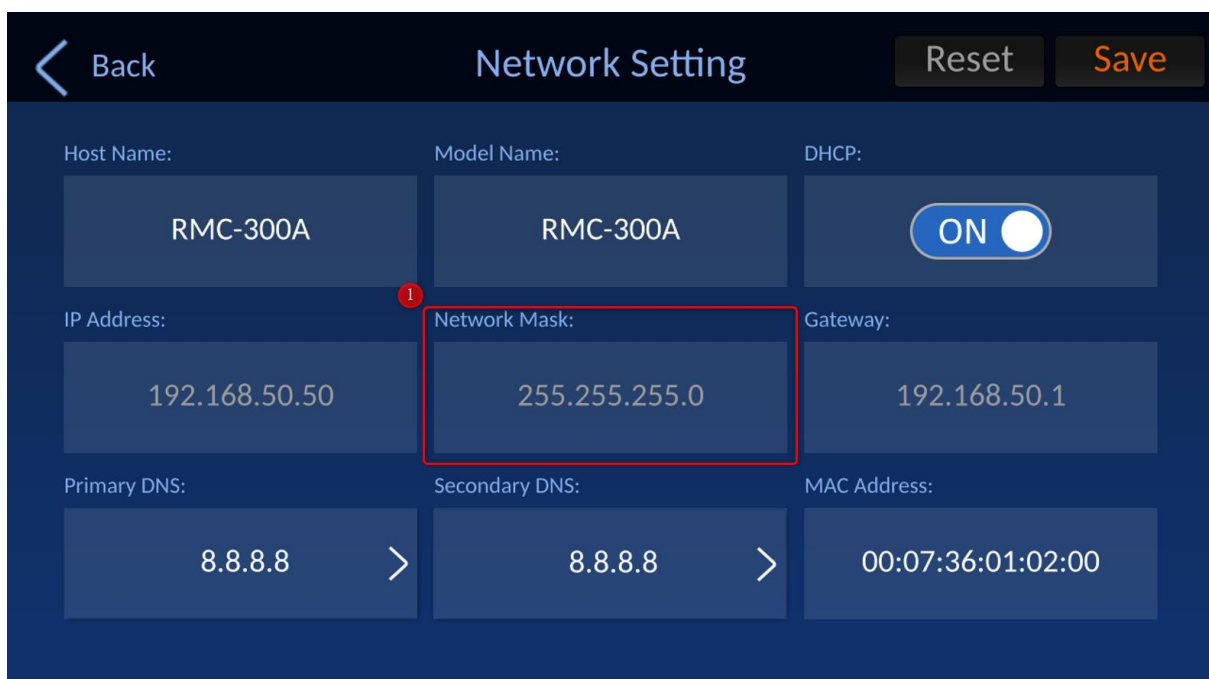 Back
Network Setting
Reset
Save
Host Name:
Model Name:
DHCP:
RMC-300A
RMC-300A
ON
1
IP Address:
Network Mask:
Gateway:
192.168.50.50
255.255.255.0
192.168.50.1
Primary DNS:
Secondary DNS:
MAC Address:
8.8.8.8
8.8.8.8
00:07:36:01:02:00